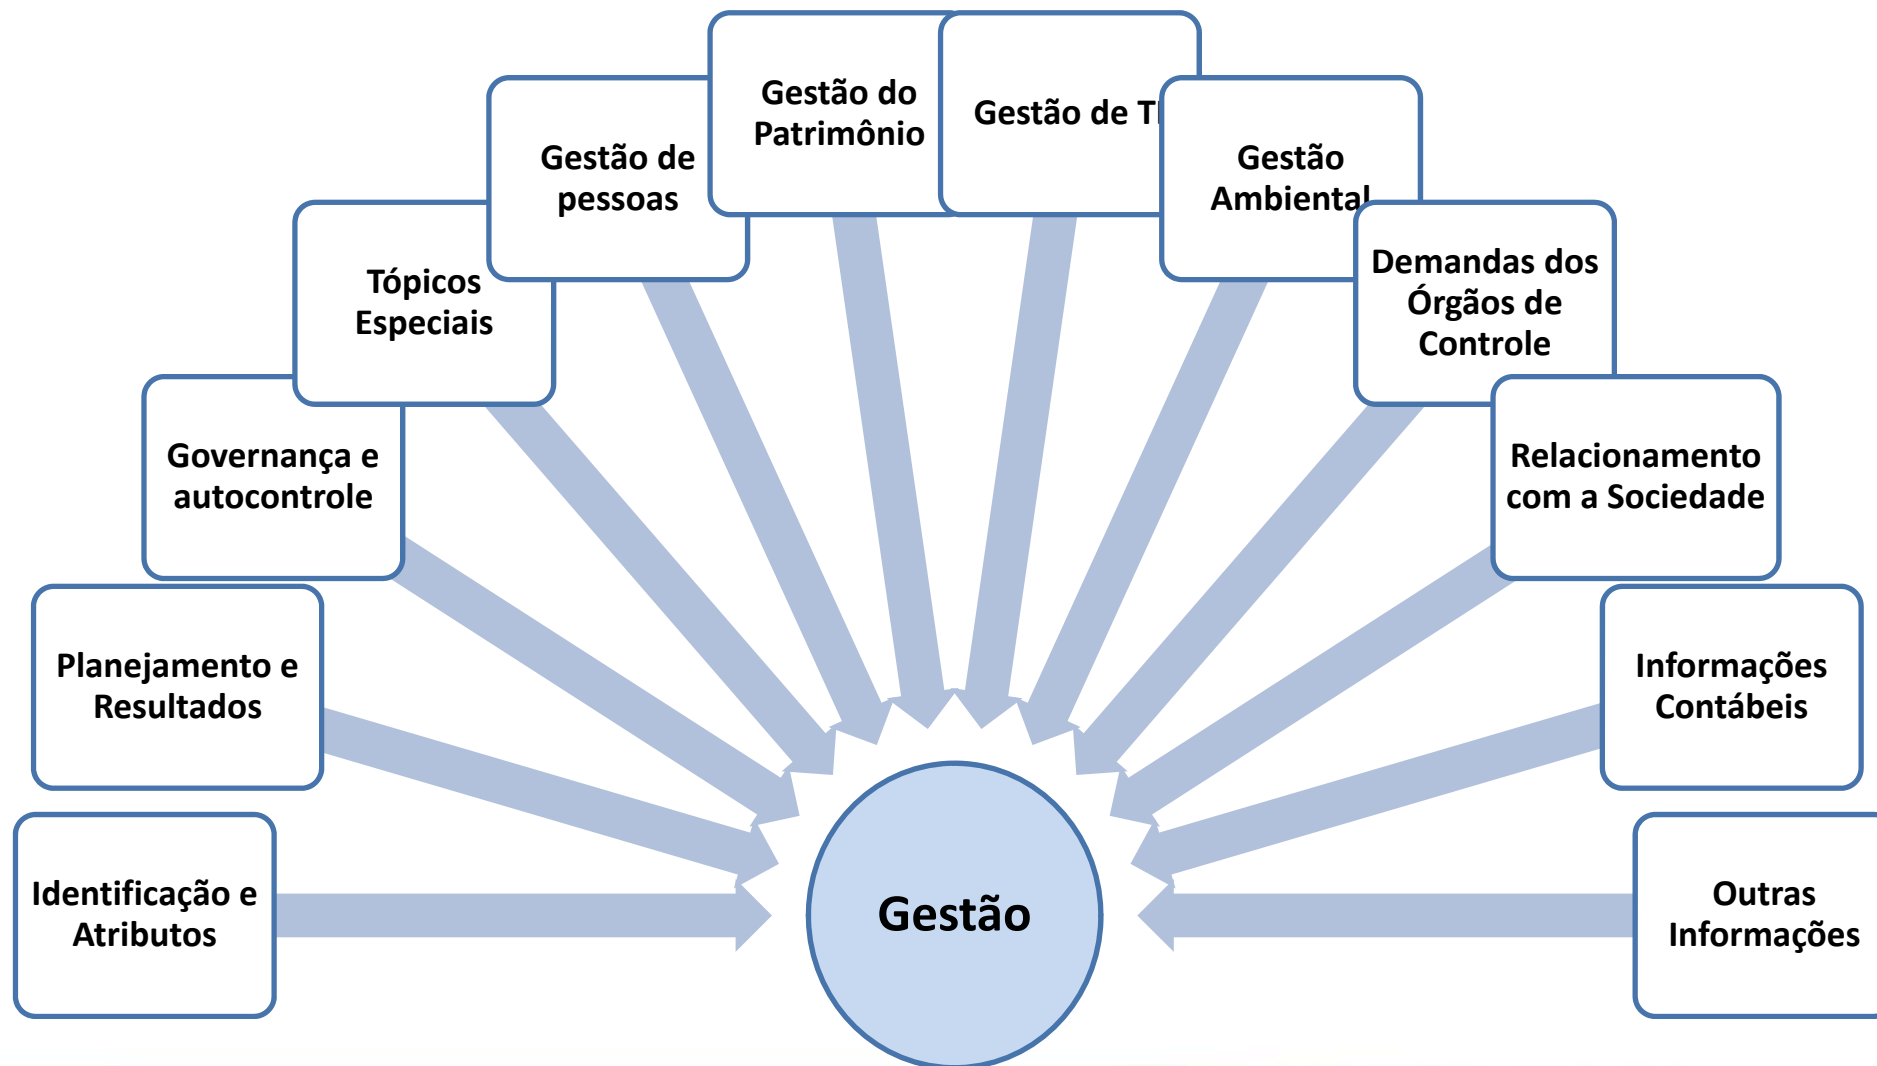 Identificação e
Atributos
Planejamento e
Resultados
Governança e
autocontrole
Tópicos
Especiais
Gestão de
pessoas
Gestão do
Patrimônio
Gestão de
Gestão
Ambiental
Demandas dos
Órgãos de
Controle
Relacionamento
com a Sociedade
Informações
Contábeis
Outras
Informações
Gestão